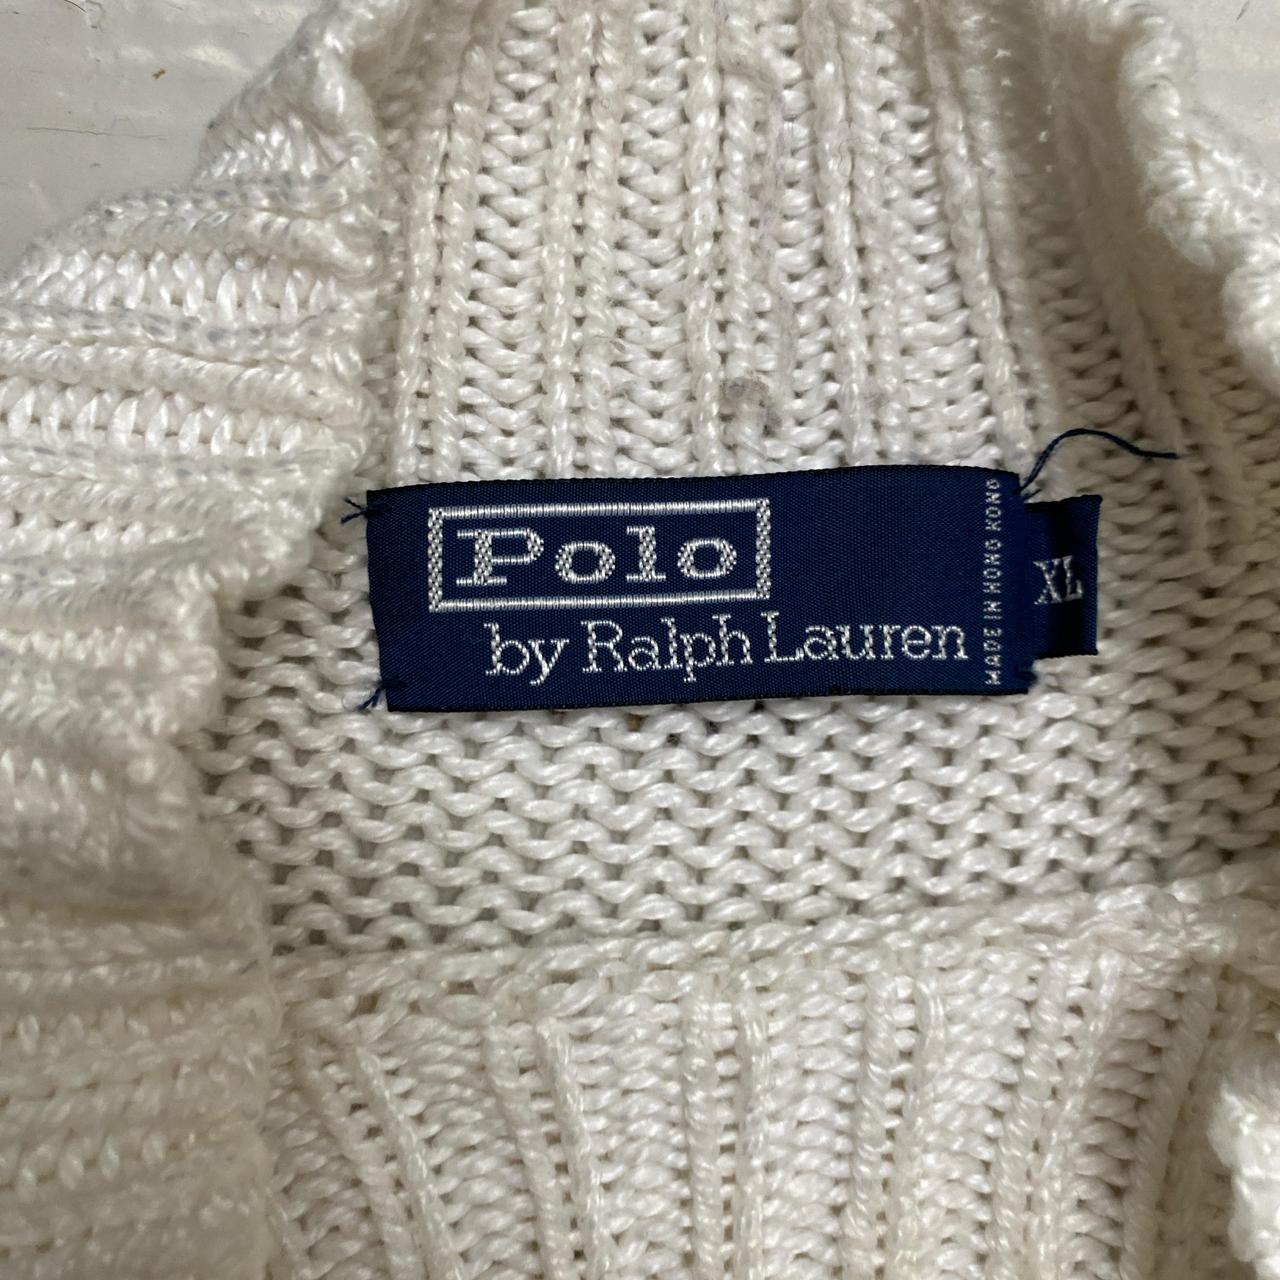 Polo
by Ralph Lauren
MADE IN HONG KONG
XL